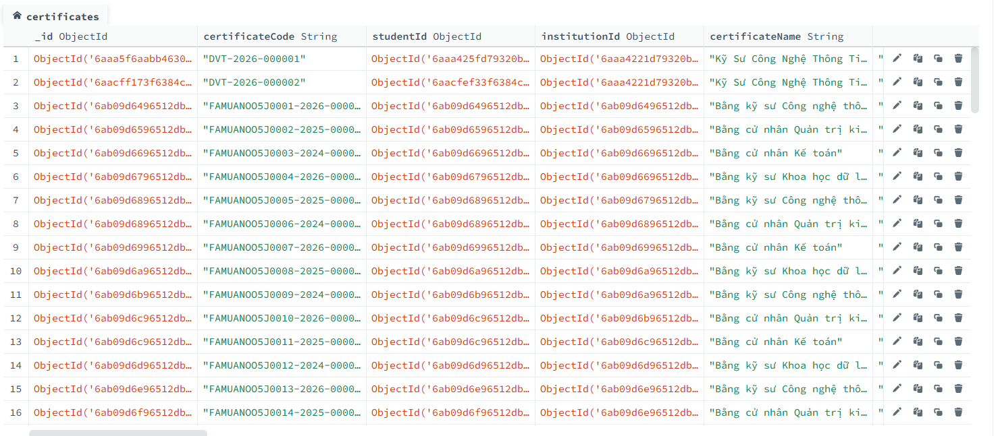 certificates
_id ObjectId certificateCode String studentId ObjectId institutionId ObjectId certificateName String
1 ObjectId('6aaa5f6aabb4630… "DVT-2026-000001" ObjectId('6aaa425fd79320b… ObjectId('6aaa4221d79320b… "Kỹ Sư Công Nghệ Thông Ti… "
2 ObjectId('6aacff173f6384c… "DVT-2026-000002" ObjectId('6aacfef33f6384c… ObjectId('6aaa4221d79320b… "Kỹ Sư Công Nghệ Thông Ti… "
3 ObjectId('6ab09d6496512db… "FAMUANOO5J0001-2026-0000… ObjectId('6ab09d6496512db… ObjectId('6ab09d6496512db… "Bằng kỹ sư Công nghệ thô… "
4 ObjectId('6ab09d6596512db… "FAMUANOO5J0002-2025-0000… ObjectId('6ab09d6596512db… ObjectId('6ab09d6596512db… "Bằng cử nhân Quản trị ki… "
5 ObjectId('6ab09d6696512db… "FAMUANOO5J0003-2024-0000… ObjectId('6ab09d6696512db… ObjectId('6ab09d6696512db… "Bằng cử nhân Kế toán" "
6 ObjectId('6ab09d6796512db… "FAMUANOO5J0004-2026-0000… ObjectId('6ab09d6796512db… ObjectId('6ab09d6696512db… "Bằng kỹ sư Khoa học dữ l… "
7 ObjectId('6ab09d6896512db… "FAMUANOO5J0005-2025-0000… ObjectId('6ab09d6896512db… ObjectId('6ab09d6796512db… "Bằng kỹ sư Công nghệ thô… "
8 ObjectId('6ab09d6896512db… "FAMUANOO5J0006-2024-0000… ObjectId('6ab09d6896512db… ObjectId('6ab09d6896512db… "Bằng cử nhân Quản trị ki… "
9 ObjectId('6ab09d6996512db… "FAMUANOO5J0007-2026-0000… ObjectId('6ab09d6996512db… ObjectId('6ab09d6996512db… "Bằng cử nhân Kế toán" "
10 ObjectId('6ab09d6a96512db… "FAMUANOO5J0008-2025-0000… ObjectId('6ab09d6a96512db… ObjectId('6ab09d6a96512db… "Bằng kỹ sư Khoa học dữ l… "
11 ObjectId('6ab09d6b96512db… "FAMUANOO5J0009-2024-0000… ObjectId('6ab09d6b96512db… ObjectId('6ab09d6a96512db… "Bằng kỹ sư Công nghệ thô… "
12 ObjectId('6ab09d6c96512db… "FAMUANOO5J0010-2026-0000… ObjectId('6ab09d6c96512db… ObjectId('6ab09d6b96512db… "Bằng cử nhân Quản trị ki… "
13 ObjectId('6ab09d6c96512db… "FAMUANOO5J0011-2025-0000… ObjectId('6ab09d6c96512db… ObjectId('6ab09d6c96512db… "Bằng cử nhân Kế toán" "
14 ObjectId('6ab09d6d96512db… "FAMUANOO5J0012-2024-0000… ObjectId('6ab09d6d96512db… ObjectId('6ab09d6d96512db… "Bằng kỹ sư Khoa học dữ l… "
15 ObjectId('6ab09d6e96512db… "FAMUANOO5J0013-2026-0000… ObjectId('6ab09d6e96512db… ObjectId('6ab09d6e96512db… "Bằng kỹ sư Công nghệ thô… "
16 ObjectId('6ab09d6f96512db… "FAMUANOO5J0014-2025-0000… ObjectId('6ab09d6f96512db… ObjectId('6ab09d6e96512db… "Bằng cử nhân Quản trị ki… "